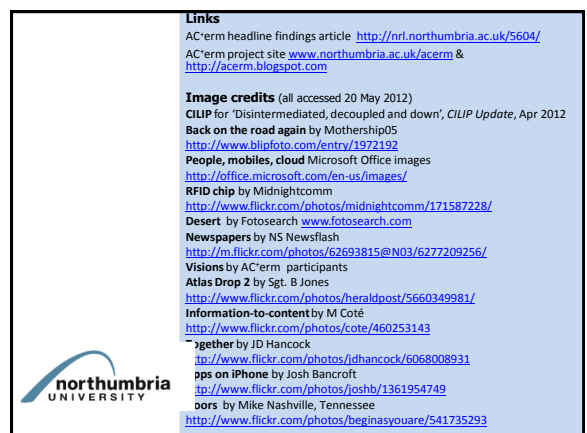 Links
AC⁺erm headline findings article http://nrl.northumbria.ac.uk/5604/
AC⁺erm project site www.northumbria.ac.uk/acerm &
http://acerm.blogspot.com
Image credits (all accessed 20 May 2012)
CILIP for 'Disintermediated, decoupled and down', CILIP Update, Apr 2012
Back on the road again by Mothership05
http://www.blipfoto.com/entry/1972192
People, mobiles, cloud Microsoft Office images
http://office.microsoft.com/en-us/images/
RFID chip by Midnightcomm
http://www.flickr.com/photos/midnightcomm/171587228/
Desert by Fotosearch www.fotosearch.com
Newspapers by NS Newsflash
http://m.flickr.com/photos/62693815@N03/6277209256/
Visions by AC⁺erm participants
Atlas Drop 2 by Sgt. B Jones
http://www.flickr.com/photos/heraldpost/5660349981/
Information-to-content by M Coté
http://www.flickr.com/photos/cote/460253143
gether by JD Hancock
tp://www.flickr.com/photos/jdhancock/6068008931
pps on iPhone by Josh Bancroft
tp://www.flickr.com/photos/joshb/1361954749
oors by Mike Nashville, Tennessee
http://www.flickr.com/photos/beginasyouare/541735293
northumbria
UNIVERSITY